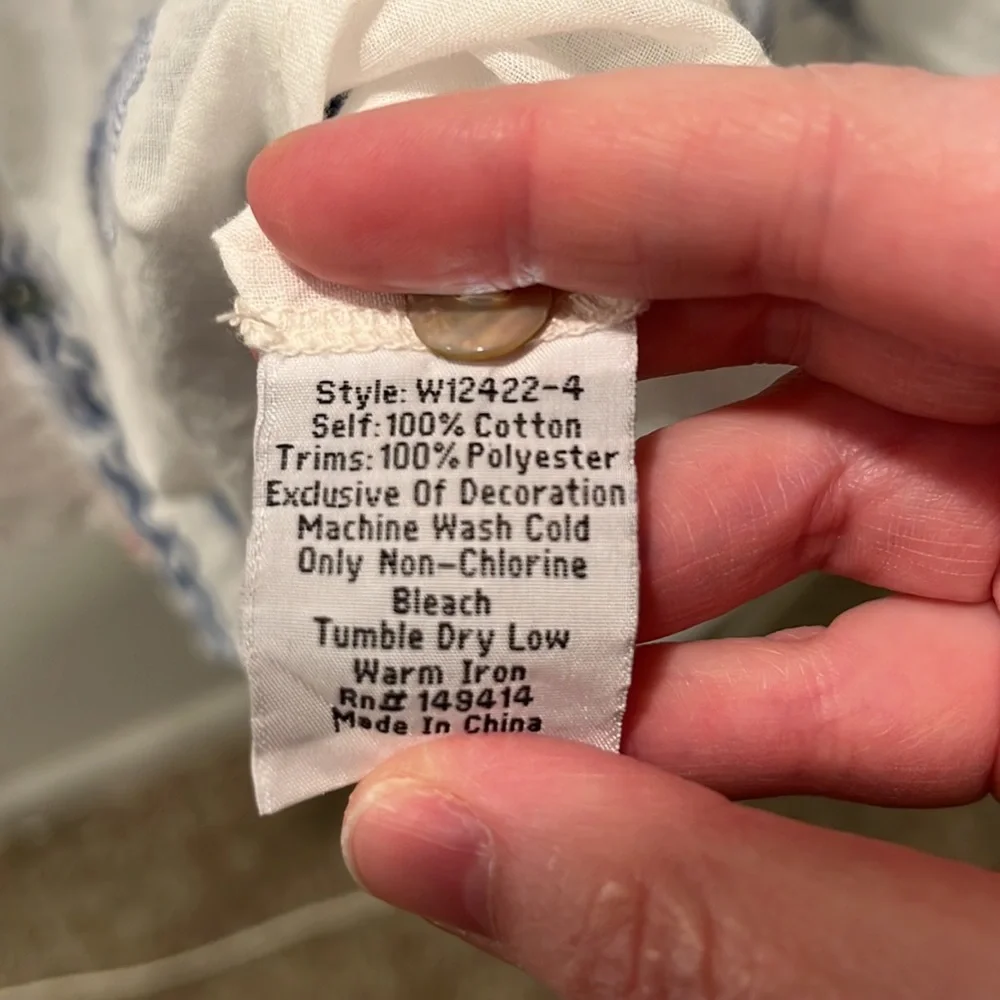 Style: W12422-4
Self: 100% Cotton
Trims: 100% Polyester
Exclusive Of Decoration
Machine Wash Cold
Only Non-Chlorine
Bleach
Tumble Dry Low
Warm Iron
Rn# 149414
Made In China